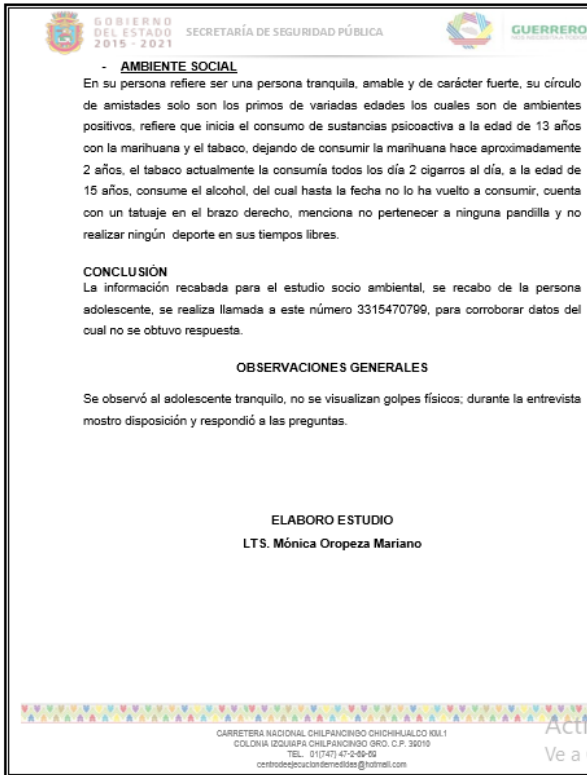 GOBIERNO
DEL ESTADO
2015 - 2021
SECRETARÍA DE SEGURIDAD PÚBLICA
GUERRERO
- AMBIENTE SOCIAL
En su persona refiere ser una persona tranquila, amable y de carácter fuerte, su círculo
de amistades solo son los primos de variadas edades los cuales son de ambientes
positivos, refiere que inicia el consumo de sustancias psicoactiva a la edad de 13 años
con la marihuana y el tabaco, dejando de consumir la marihuana hace aproximadamente
2 años, el tabaco actualmente la consumía todos los día 2 cigarros al día, a la edad de
15 años, consume el alcohol, del cual hasta la fecha no lo ha vuelto a consumir, cuenta
con un tatuaje en el brazo derecho, menciona no pertenecer a ninguna pandilla y no
realizar ningún deporte en sus tiempos libres.
CONCLUSIÓN
La información recabada para el estudio socio ambiental, se recabo de la persona
adolescente, se realiza llamada a este número 3315470799, para corroborar datos del
cual no se obtuvo respuesta.
OBSERVACIONES GENERALES
Se observó al adolescente tranquilo, no se visualizan golpes físicos; durante la entrevista
mostro disposición y respondió a las preguntas.
ELABORO ESTUDIO
LTS. Mónica Oropeza Mariano
CARRETERA NACIONAL CHILPANCINGO CHICHIHUALCO KM.1
COLONIA IZQUIAPA CHILPANCINGO GRO. C.P. 39010
TEL. 01(747) 47-2-69-69
centrodeejecuciondemedidas@hotmail.com
Acti
Ve a